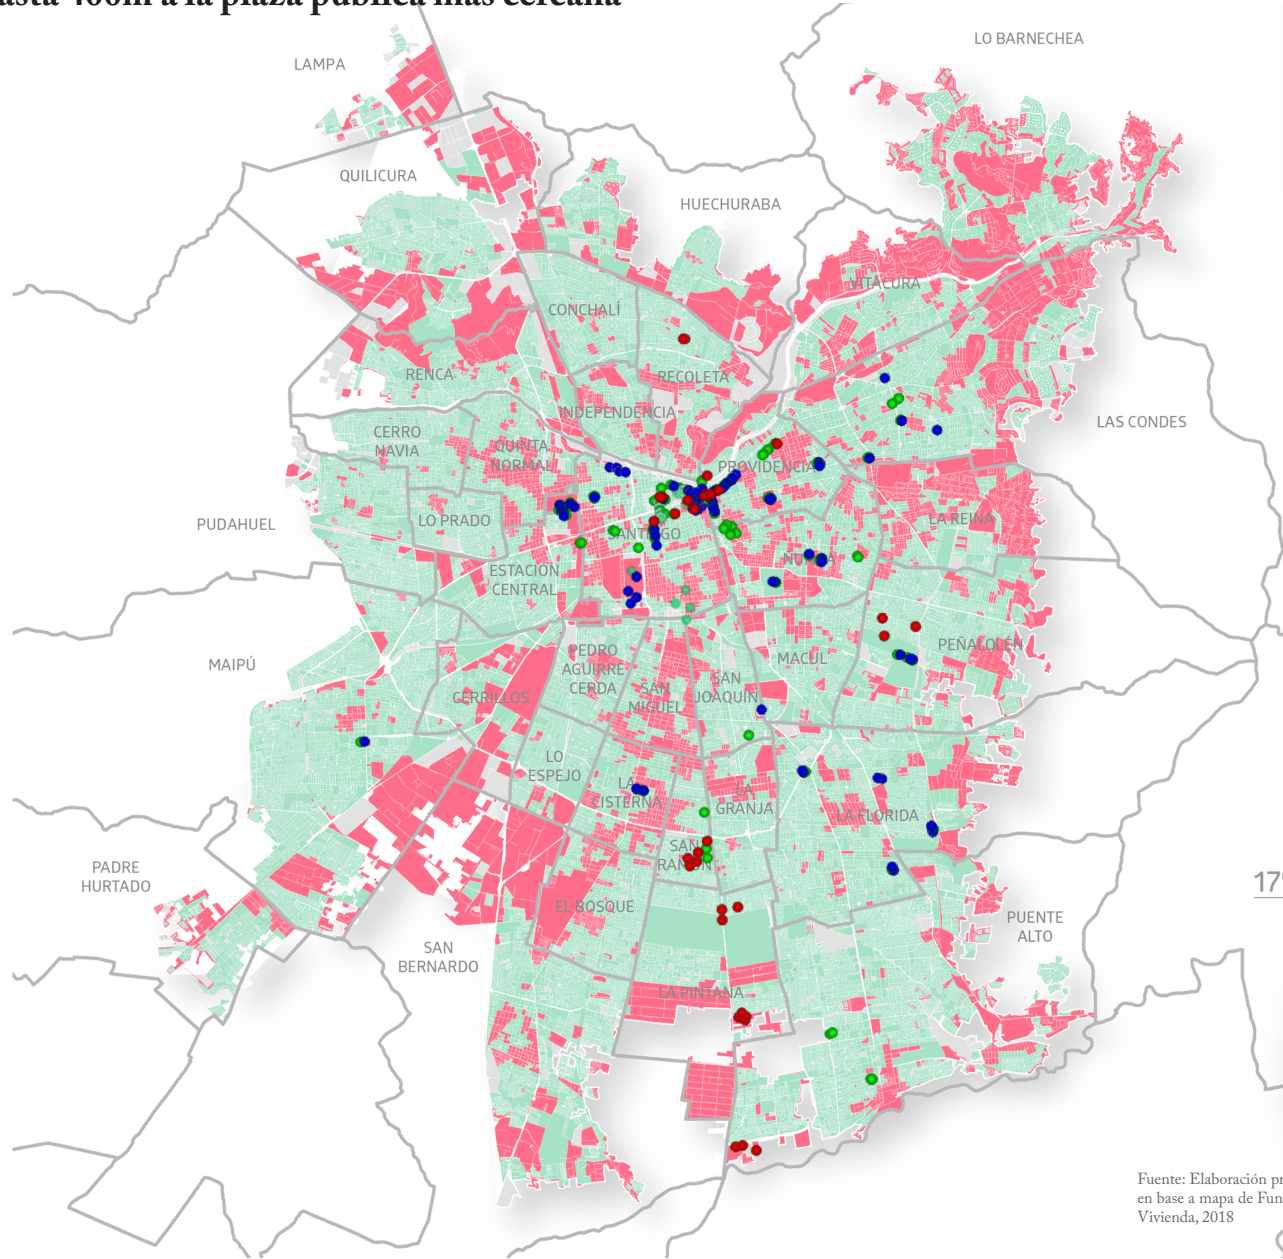 hasta 400m a la plaza pública más cercana
LO BARNECHEA
LAMPA
QUILICURA
HUECHURABA
VITACURA
CONCHALÍ
RENCA
RECOLETA
INDEPENDENCIA
LAS CONDES
CERRO
NAVIA
QUINTA
NORMAL
PROVIDENCIA
PUDAHUEL
LO PRADO
LA REINA
SANTIAGO
ÑUÑOA
ESTACIÓN
CENTRAL
MAIPÚ
PEDRO
AGUIRRE
CERDA
MACUL
PEÑALOLÉN
CERRILLOS
SAN
MIGUEL
SAN
JOAQUÍN
LO
ESPEJO
LA
CISTERNA
LA
GRANJA
LA FLORIDA
SAN
RAMÓN
PADRE
HURTADO
EL BOSQUE
PUENTE
ALTO
SAN
BERNARDO
LA PINTANA
17
Fuente: Elaboración
en base a mapa de
Vivienda, 2018